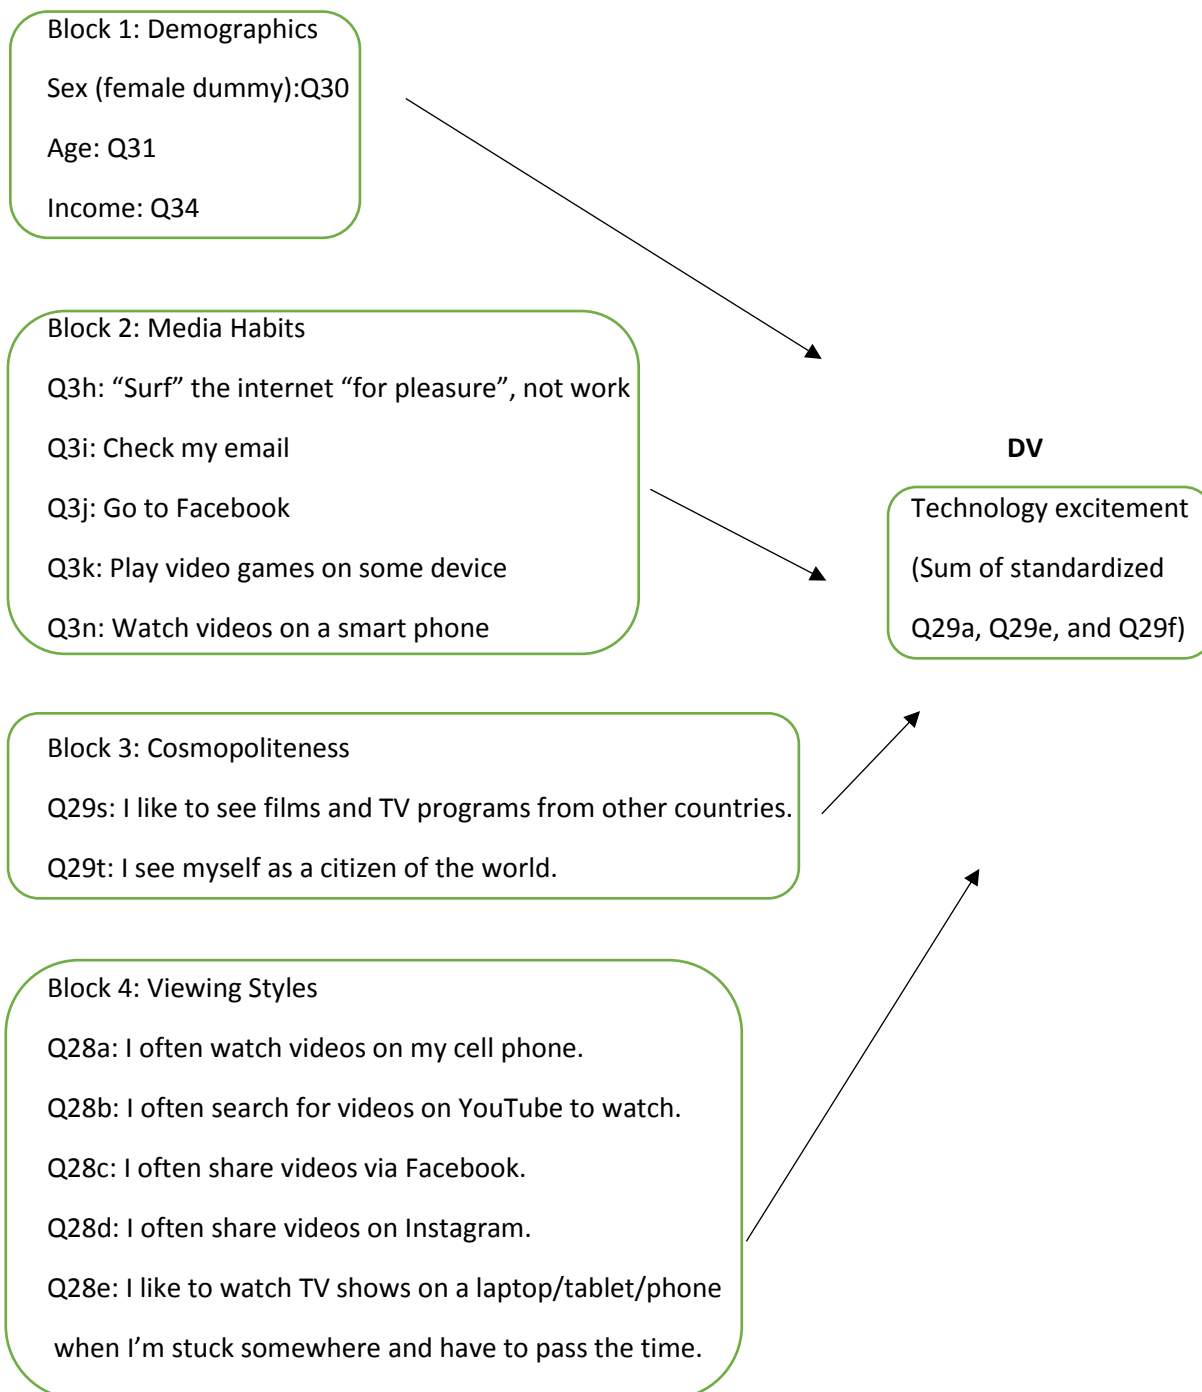 Block 1: Demographics
Sex (female dummy):Q30
Age: Q31
Income: Q34
Block 2: Media Habits
Q3h: “Surf” the internet “for pleasure”, not work
Q3i: Check my email
Q3j: Go to Facebook
Q3k: Play video games on some device
Q3n: Watch videos on a smart phone
DV
Technology excitement
(Sum of standardized
Q29a, Q29e, and Q29f)
Block 3: Cosmopoliteness
Q29s: I like to see films and TV programs from other countries.
Q29t: I see myself as a citizen of the world.
Block 4: Viewing Styles
Q28a: I often watch videos on my cell phone.
Q28b: I often search for videos on YouTube to watch.
Q28c: I often share videos via Facebook.
Q28d: I often share videos on Instagram.
Q28e: I like to watch TV shows on a laptop/tablet/phone
when I’m stuck somewhere and have to pass the time.